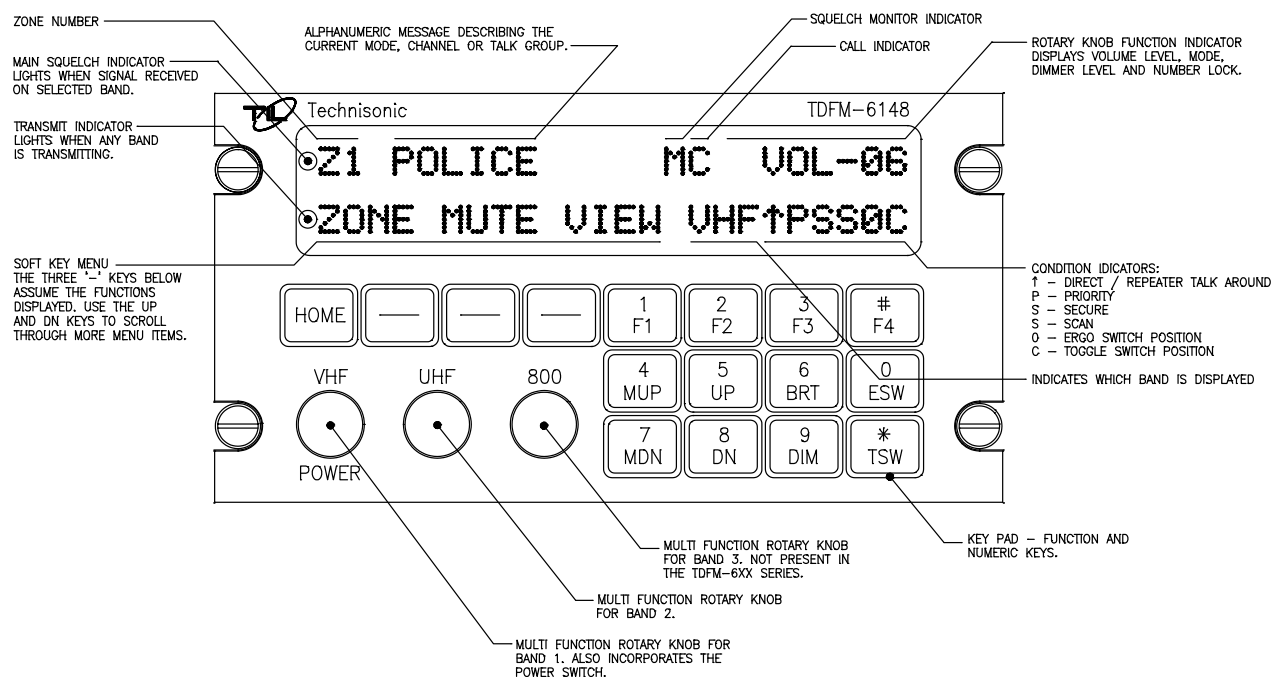 ZONE NUMBER
MAIN SQUELCH INDICATOR
LIGHTS WHEN SIGNAL RECEIVED
ON SELECTED BAND.
TRANSMIT INDICATOR
LIGHTS WHEN ANY BAND
IS TRANSMITTING.
ALPHANUMERIC MESSAGE DESCRIBING THE
CURRENT MODE, CHANNEL OR TALK GROUP.
SQUELCH MONITOR INDICATOR
CALL INDICATOR
ROTARY KNOB FUNCTION INDICATOR
DISPLAYS VOLUME LEVEL, MODE,
DIMMER LEVEL AND NUMBER LOCK.
TAL Technisonic TDFM-6148
Z1 POLICE MC VOL-06
ZONE MUTE VIEW VHF↑PSS0C
SOFT KEY MENU
THE THREE '-' KEYS BELOW
ASSUME THE FUNCTIONS
DISPLAYED. USE THE UP
AND DN KEYS TO SCROLL
THROUGH MORE MENU ITEMS.
CONDITION IDICATORS:
↑ - DIRECT / REPEATER TALK AROUND
P - PRIORITY
S - SECURE
S - SCAN
0 - ERGO SWITCH POSITION
C - TOGGLE SWITCH POSITION
INDICATES WHICH BAND IS DISPLAYED
HOME — — —
1 2 3 #
F1 F2 F3 F4
4 5 6 0
MUP UP BRT ESW
7 8 9 *
MDN DN DIM TSW
VHF UHF 800
POWER
KEY PAD - FUNCTION AND
NUMERIC KEYS.
MULTI FUNCTION ROTARY KNOB
FOR BAND 3. NOT PRESENT IN
THE TDFM-6XX SERIES.
MULTI FUNCTION ROTARY KNOB
FOR BAND 2.
MULTI FUNCTION ROTARY KNOB FOR
BAND 1. ALSO INCORPORATES THE
POWER SWITCH.